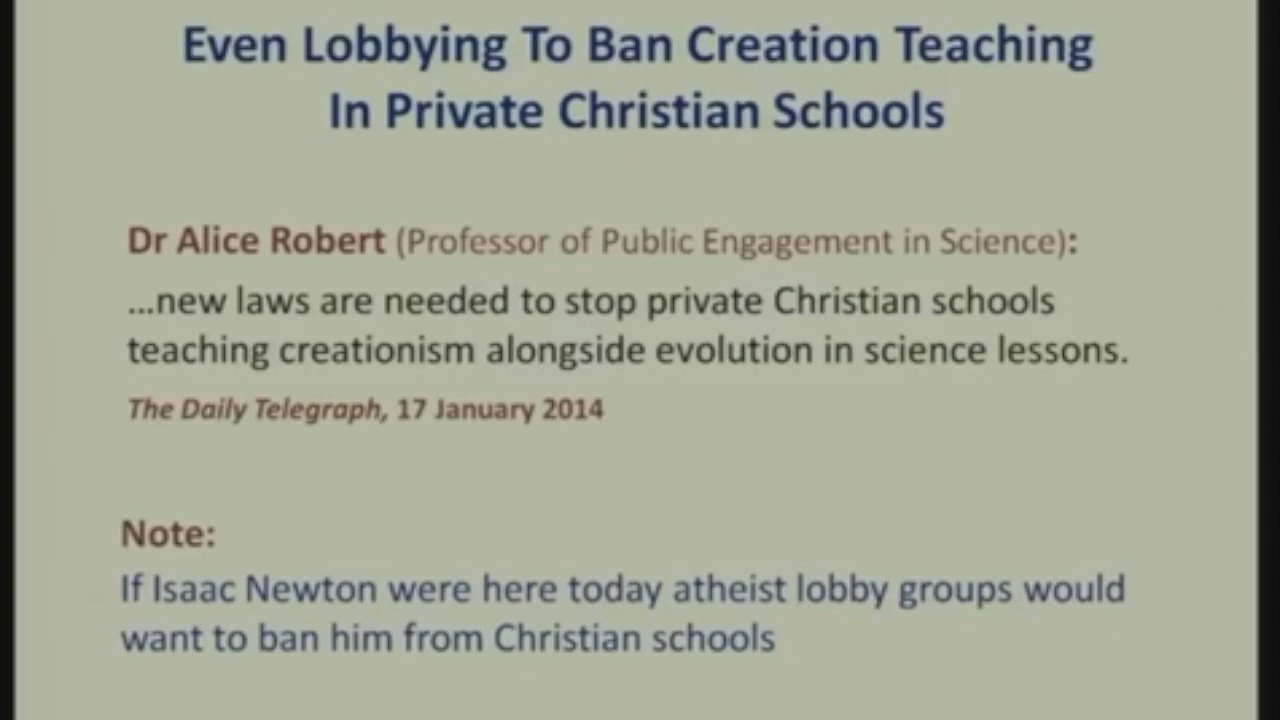 Even Lobbying To Ban Creation Teaching
In Private Christian Schools
Dr Alice Robert (Professor of Public Engagement in Science):
...new laws are needed to stop private Christian schools
teaching creationism alongside evolution in science lessons.
The Daily Telegraph, 17 January 2014
Note:
If Isaac Newton were here today atheist lobby groups would
want to ban him from Christian schools